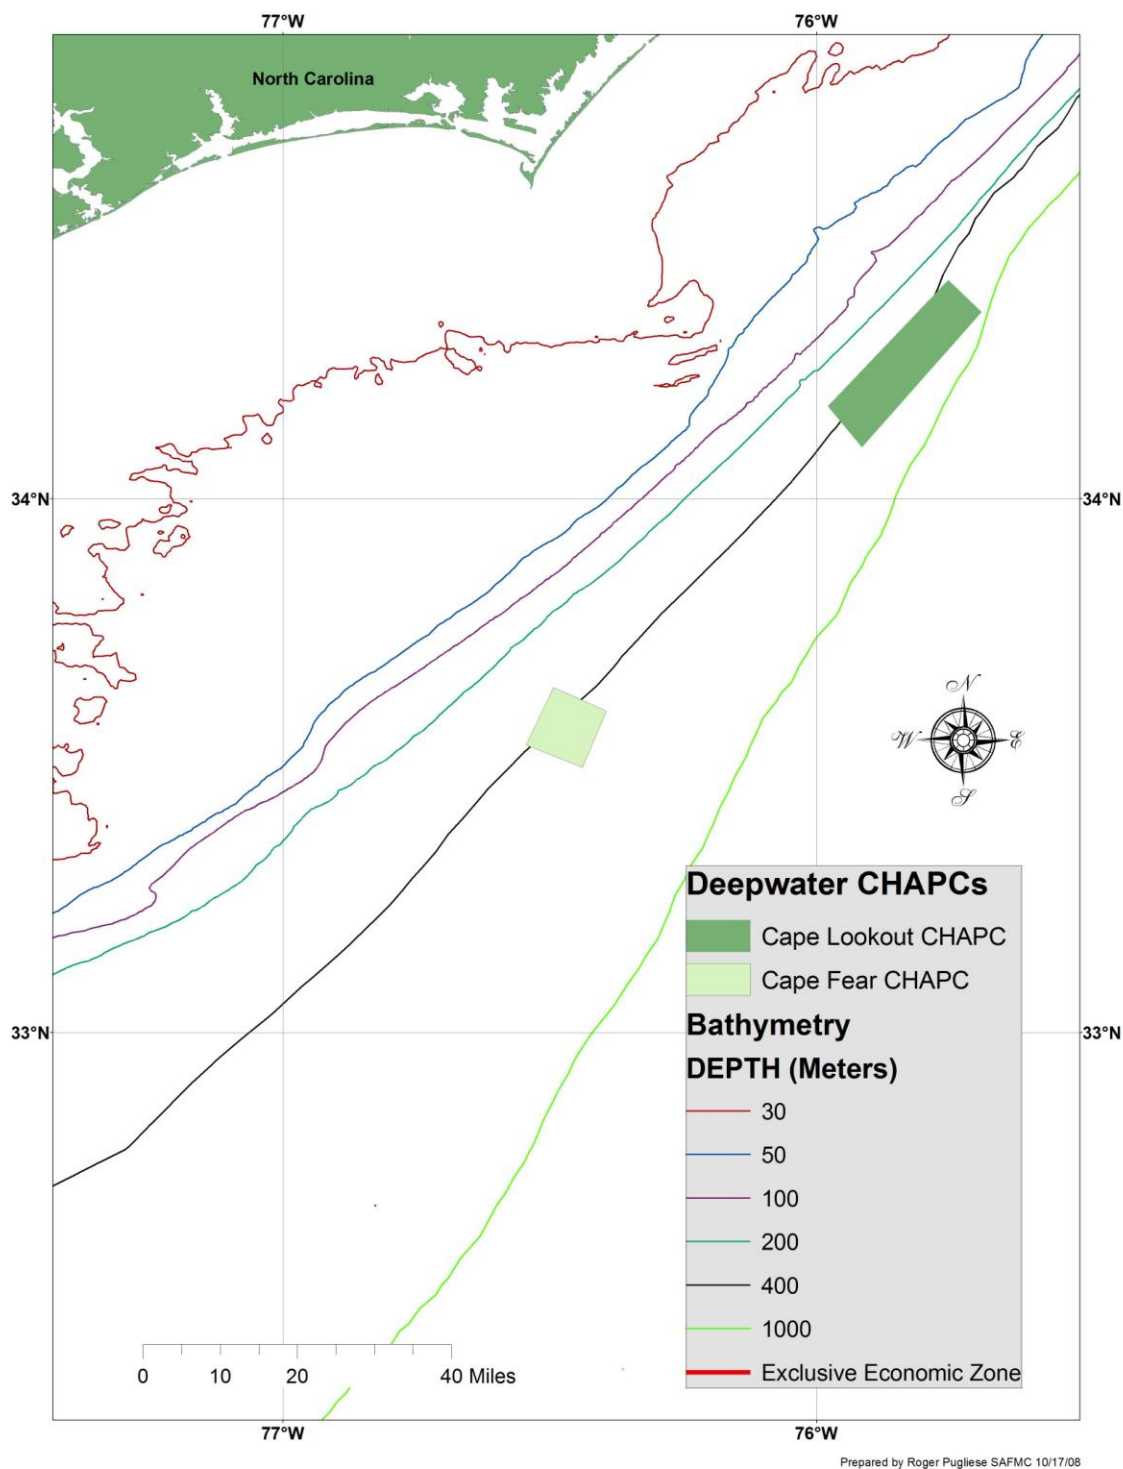 77°W 76°W
North Carolina
34°N 34°N
N
W E
S
Deepwater CHAPCs
Cape Lookout CHAPC
Cape Fear CHAPC
Bathymetry
33°N 33°N
DEPTH (Meters)
30
50
100
200
400
1000
Exclusive Economic Zone
0 10 20 40 Miles
77°W 76°W
Prepared by Roger Pugliese SAFMC 10/17/08